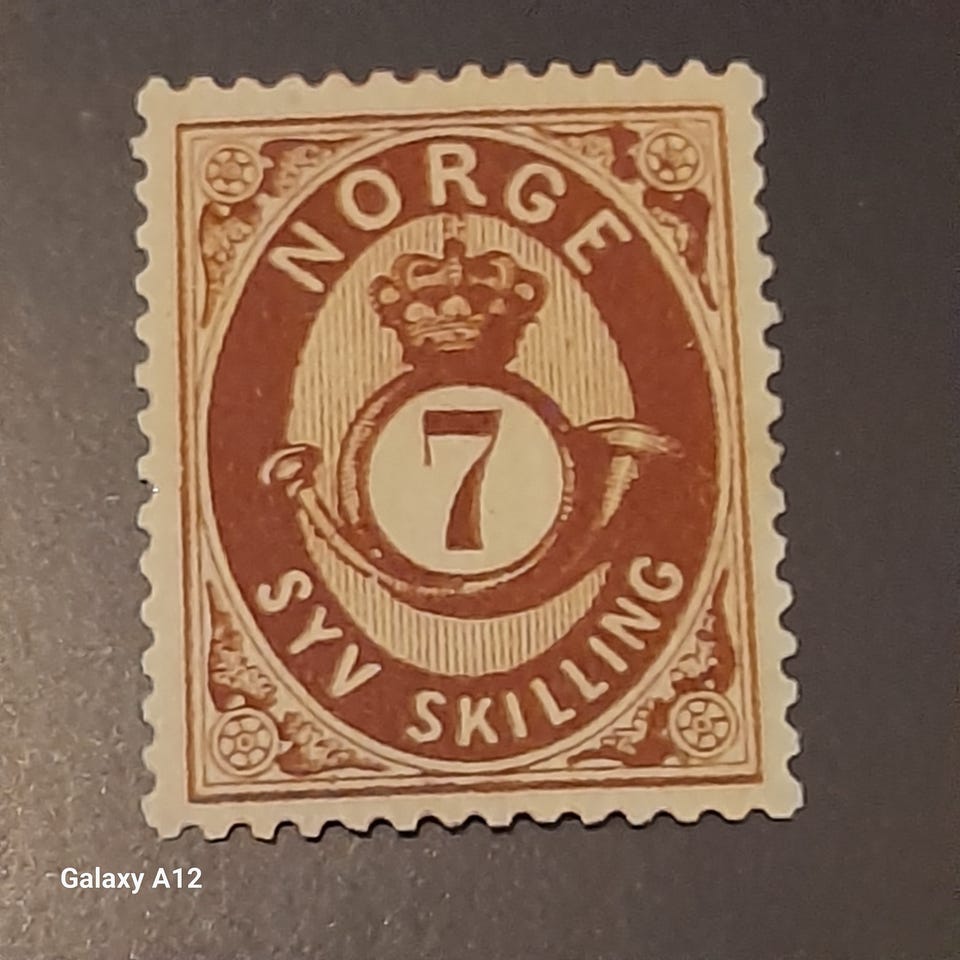 NORGE
7
SYV SKILLING
Galaxy A12